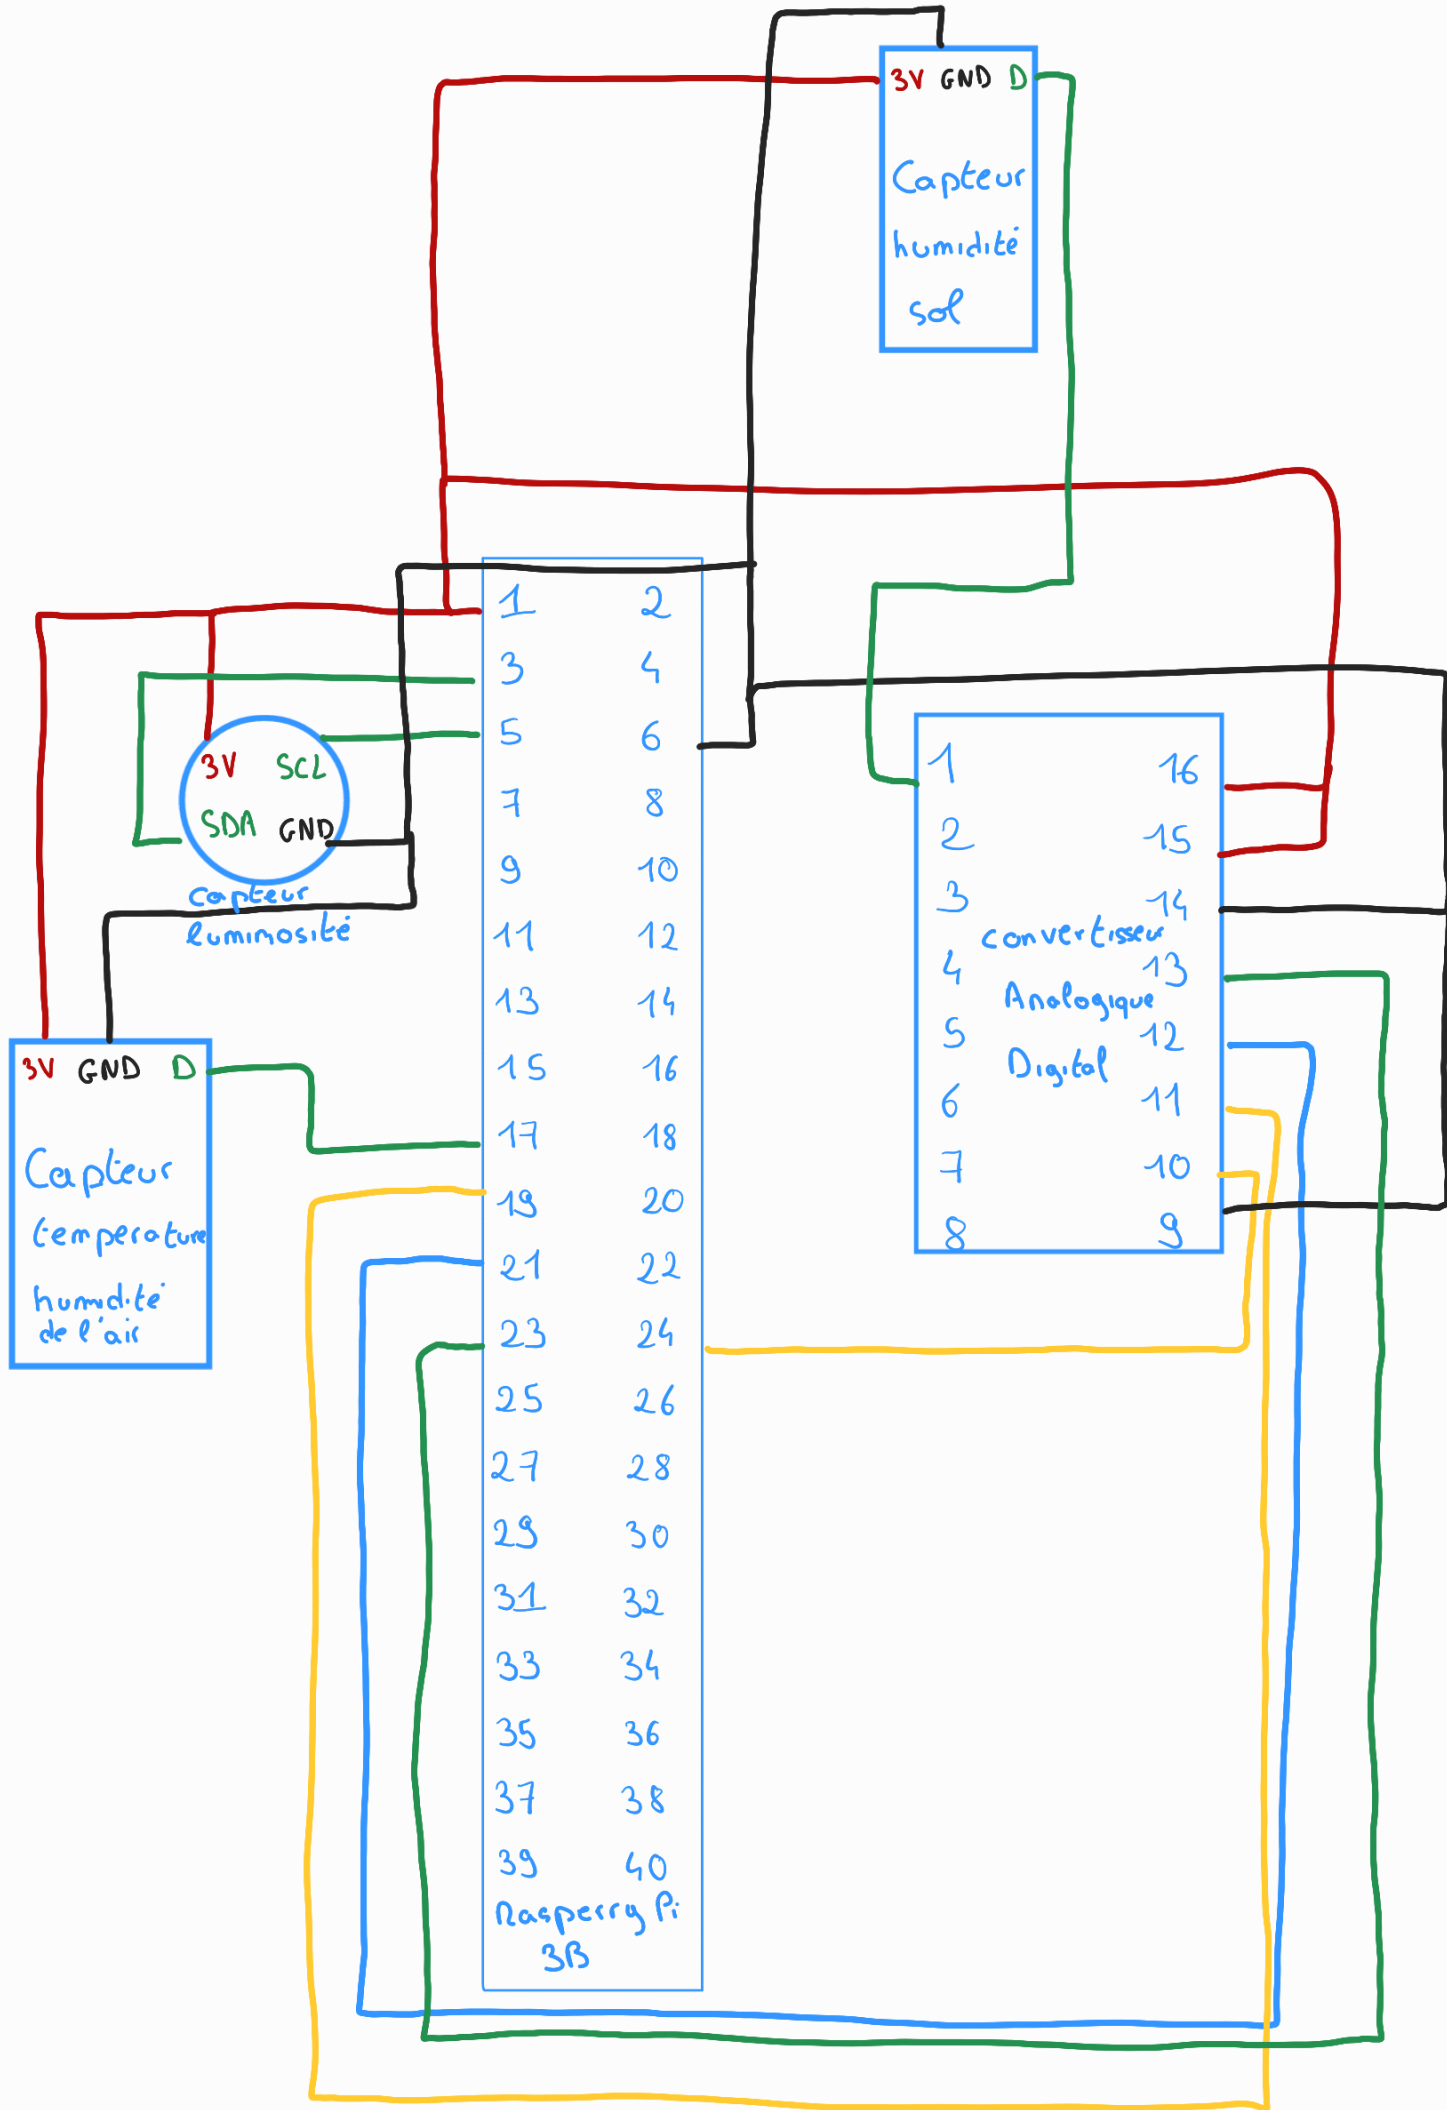 3V GND D
Capteur
humidité
sol
1 2
3 4
5 6
7 8
9 10
11 12
13 14
15 16
17 18
19 20
21 22
23 24
25 26
27 28
29 30
31 32
33 34
35 36
37 38
39 40
Rasperry Pi
3B
3V SCL
SDA GND
Capteur
luminosité
3V GND D
Capteur
temperature
humidité
de l'air
1 16
2 15
3 14
Convertisseur
4 13
Analogique
5 12
Digital
6 11
7 10
8 9